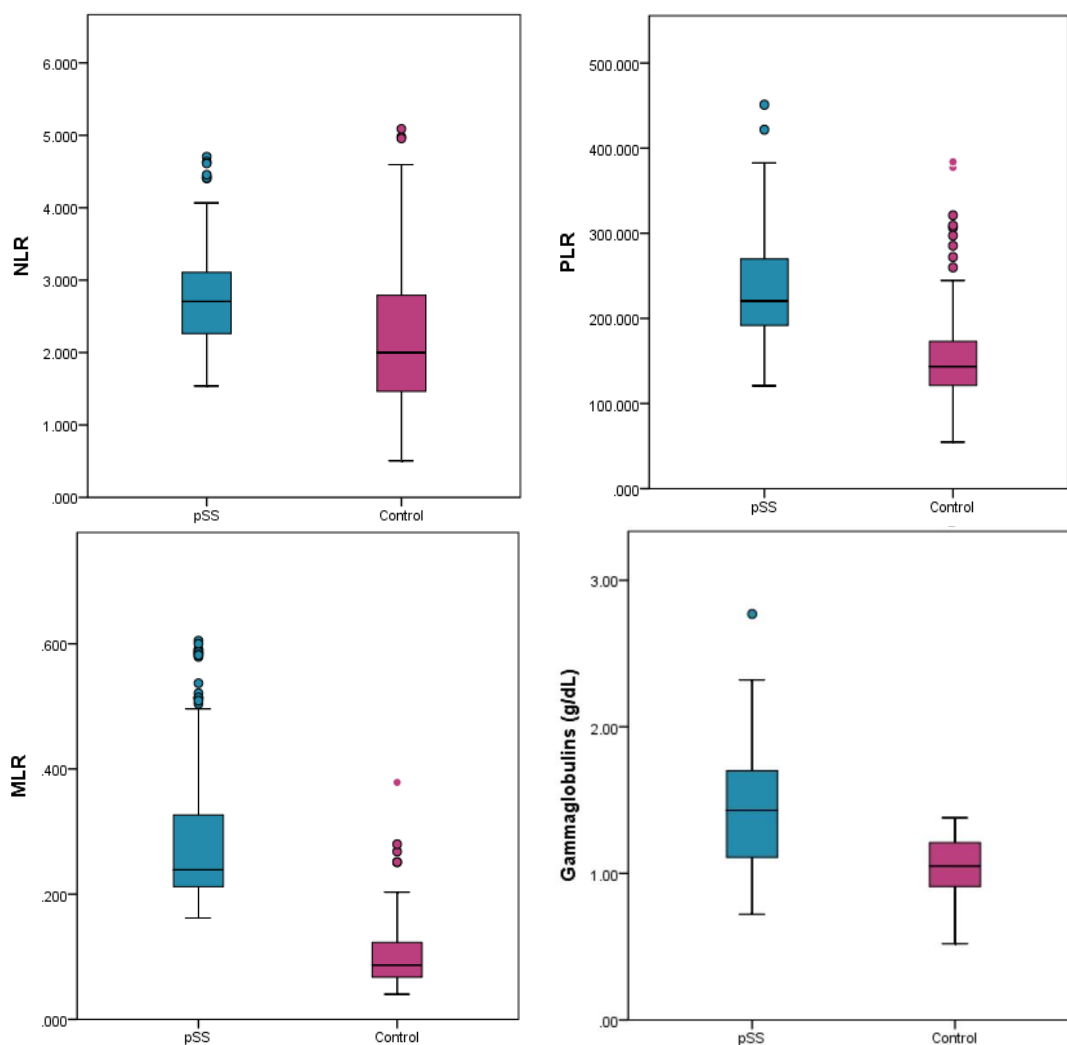 NLR
6.000
5.000
4.000
3.000
2.000
1.000
.000
pSS
Control
PLR
500.000
400.000
300.000
200.000
100.000
.000
pSS
Control
MLR
.600
.400
.200
.000
pSS
Control
Gammaglobulins (g/dL)
3.00
2.00
1.00
.00
pSS
Control